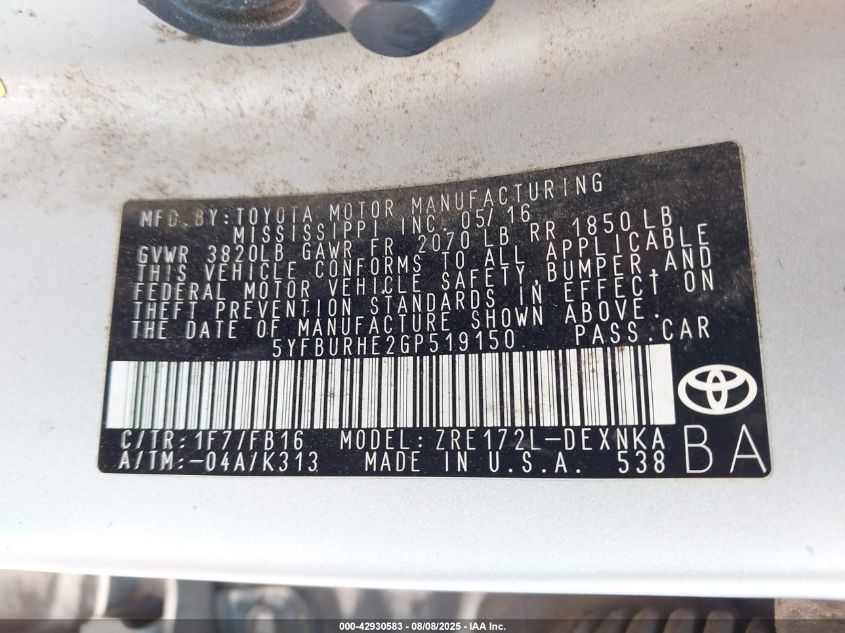 MFD. BY: TOYOTA MOTOR MANUFACTURING
MISSISSIPPI INC. 05/16
GVWR 3820LB GAWR FR 2070 LB RR 1850 LB
THIS VEHICLE CONFORMS TO ALL APPLICABLE
FEDERAL MOTOR VEHICLE SAFETY, BUMPER, AND
THEFT PREVENTION STANDARDS IN EFFECT ON
THE DATE OF MANUFACTURE SHOWN ABOVE.
5YFBURHE2GP519150 PASS. CAR
C/TR: 1F7/FB16 MODEL: ZRE172L-DEXNKA
A/TM: -04A/K313 MADE IN U.S.A. 538
BA
000-42930583 - 08/08/2025 - IAA Inc.